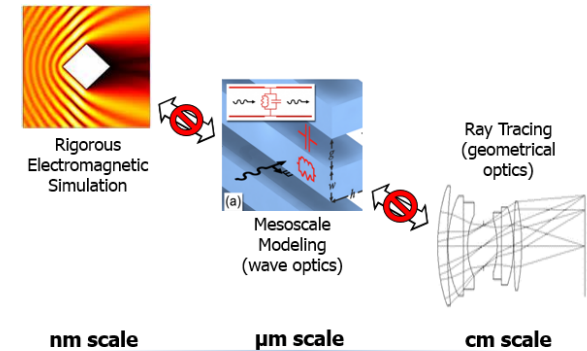 Rigorous
Electromagnetic
Simulation
(a)
g
w
h
E
Mesoscale
Modeling
(wave optics)
Ray Tracing
(geometrical
optics)
nm scale
µm scale
cm scale